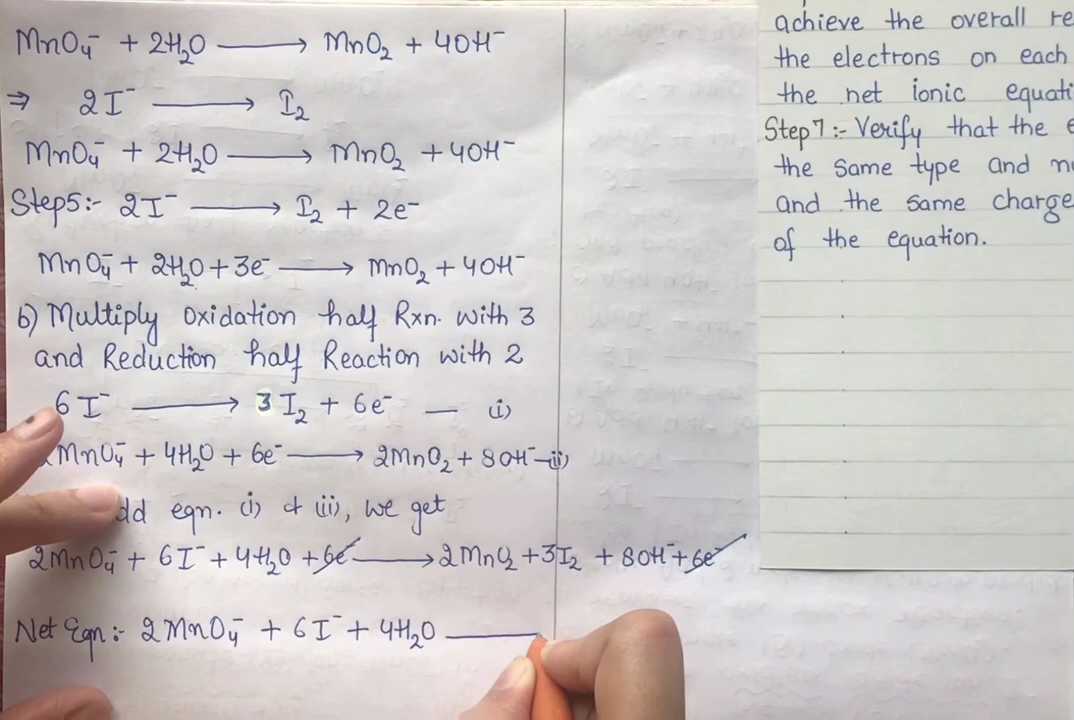 MnO₄⁻ + 2H₂O ⟶ MnO₂ + 4OH⁻
⇒ 2I⁻ ⟶ I₂
MnO₄⁻ + 2H₂O ⟶ MnO₂ + 4OH⁻
Step5:- 2I⁻ ⟶ I₂ + 2e⁻
MnO₄⁻ + 2H₂O + 3e⁻ ⟶ MnO₂ + 4OH⁻
6) Multiply oxidation half Rxn. with 3
and Reduction half Reaction with 2
6I⁻ ⟶ 3I₂ + 6e⁻ — (i)
MnO₄⁻ + 4H₂O + 6e⁻ ⟶ 2MnO₂ + 8OH⁻ —(ii)
dd eqn. (i) & (ii), we get
2MnO₄⁻ + 6I⁻ + 4H₂O + 6e⁻ ⟶ 2MnO₂ + 3I₂ + 8OH⁻ + 6e⁻
Net Eqn:- 2MnO₄⁻ + 6I⁻ + 4H₂O ⟶
achieve the overall re
the electrons on each
the net ionic equati
Step7:- Verify that the e
the same type and nu
and the same charge
of the equation.